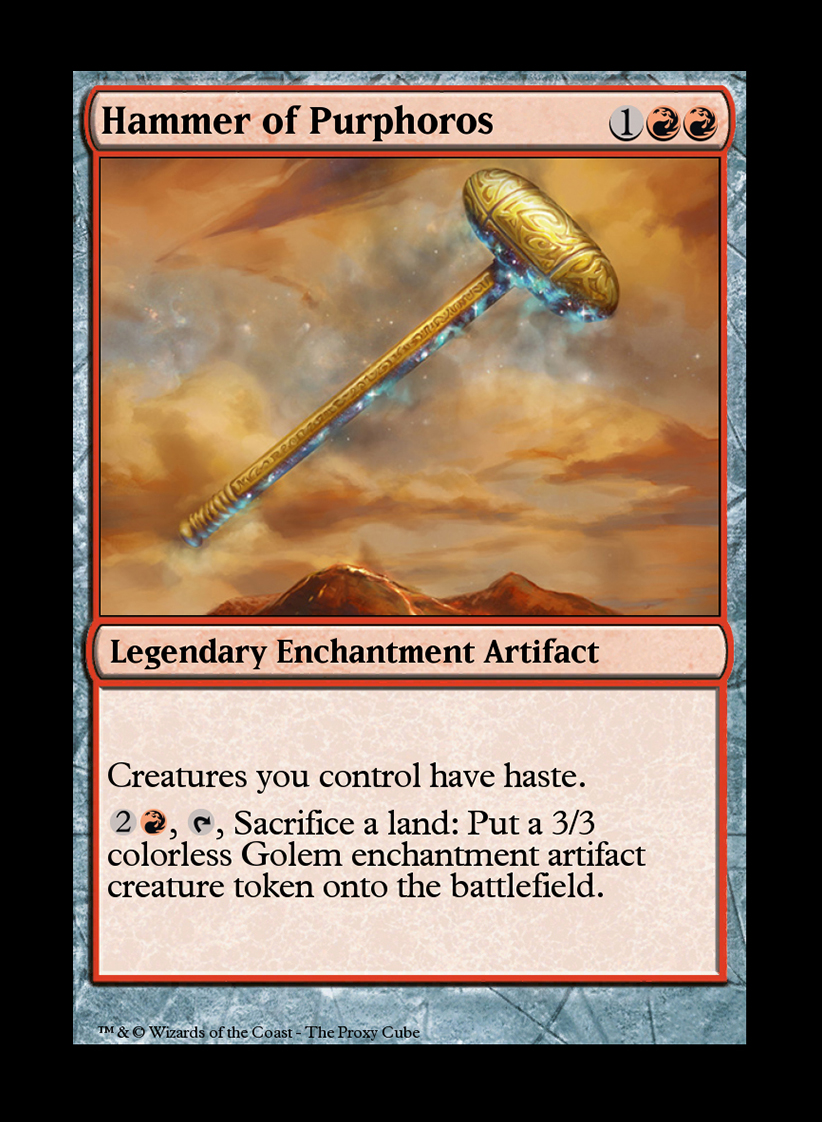 Hammer of Purphoros 1
Legendary Enchantment Artifact
Creatures you control have haste.
2 , , Sacrifice a land: Put a 3/3
colorless Golem enchantment artifact
creature token onto the battlefield.
™ & © Wizards of the Coast - The Proxy Cube